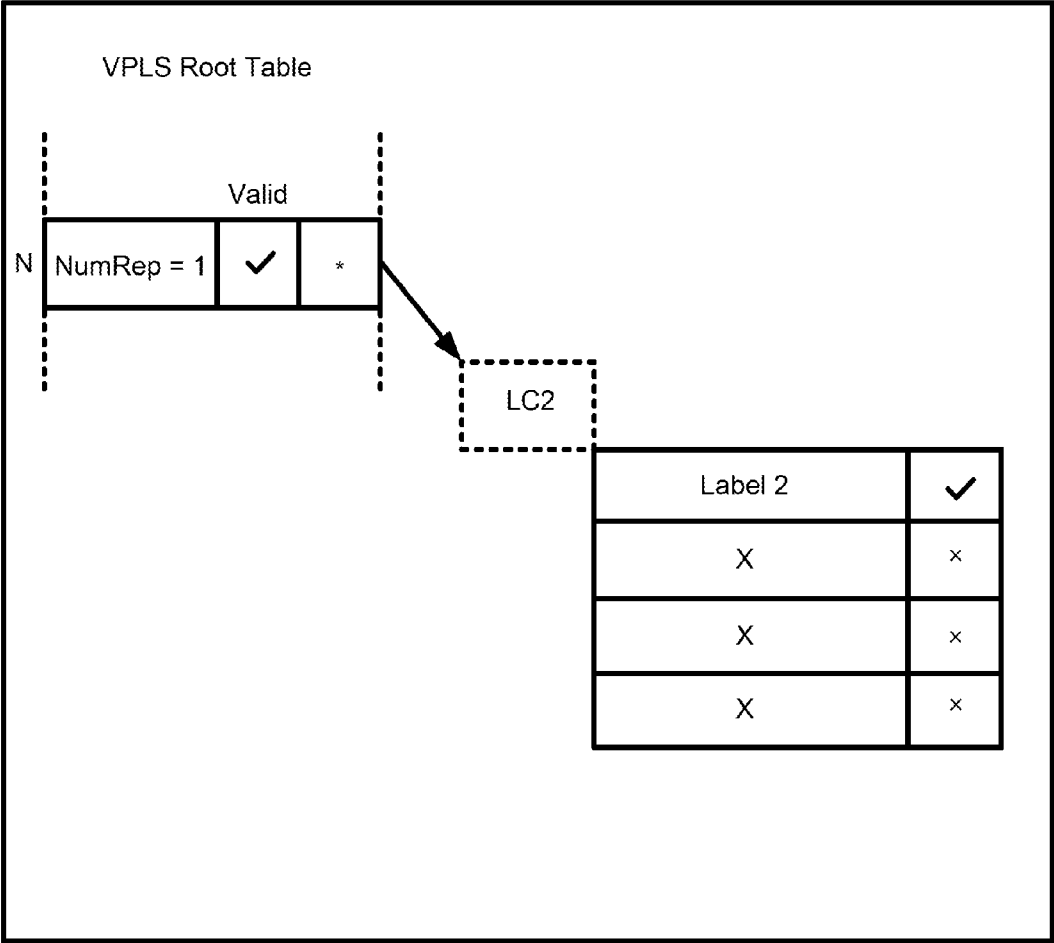 VPLS Root Table
Valid
N NumRep = 1 ✓ *
LC2
Label 2 ✓
X ×
X ×
X ×